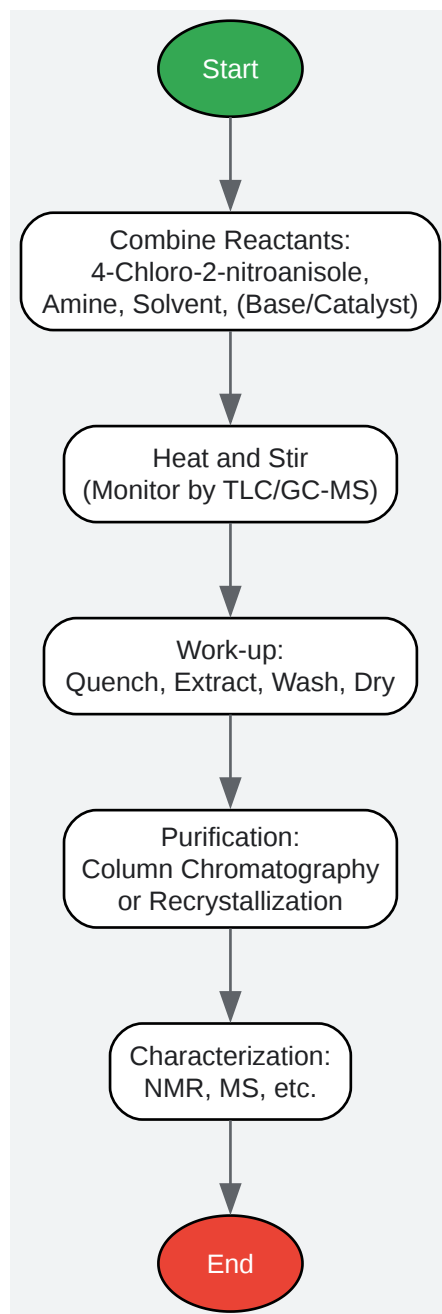 Start
Combine Reactants:
4-Chloro-2-nitroanisole,
Amine, Solvent, (Base/Catalyst)
Heat and Stir
(Monitor by TLC/GC-MS)
Work-up:
Quench, Extract, Wash, Dry
Purification:
Column Chromatography
or Recrystallization
Characterization:
NMR, MS, etc.
End